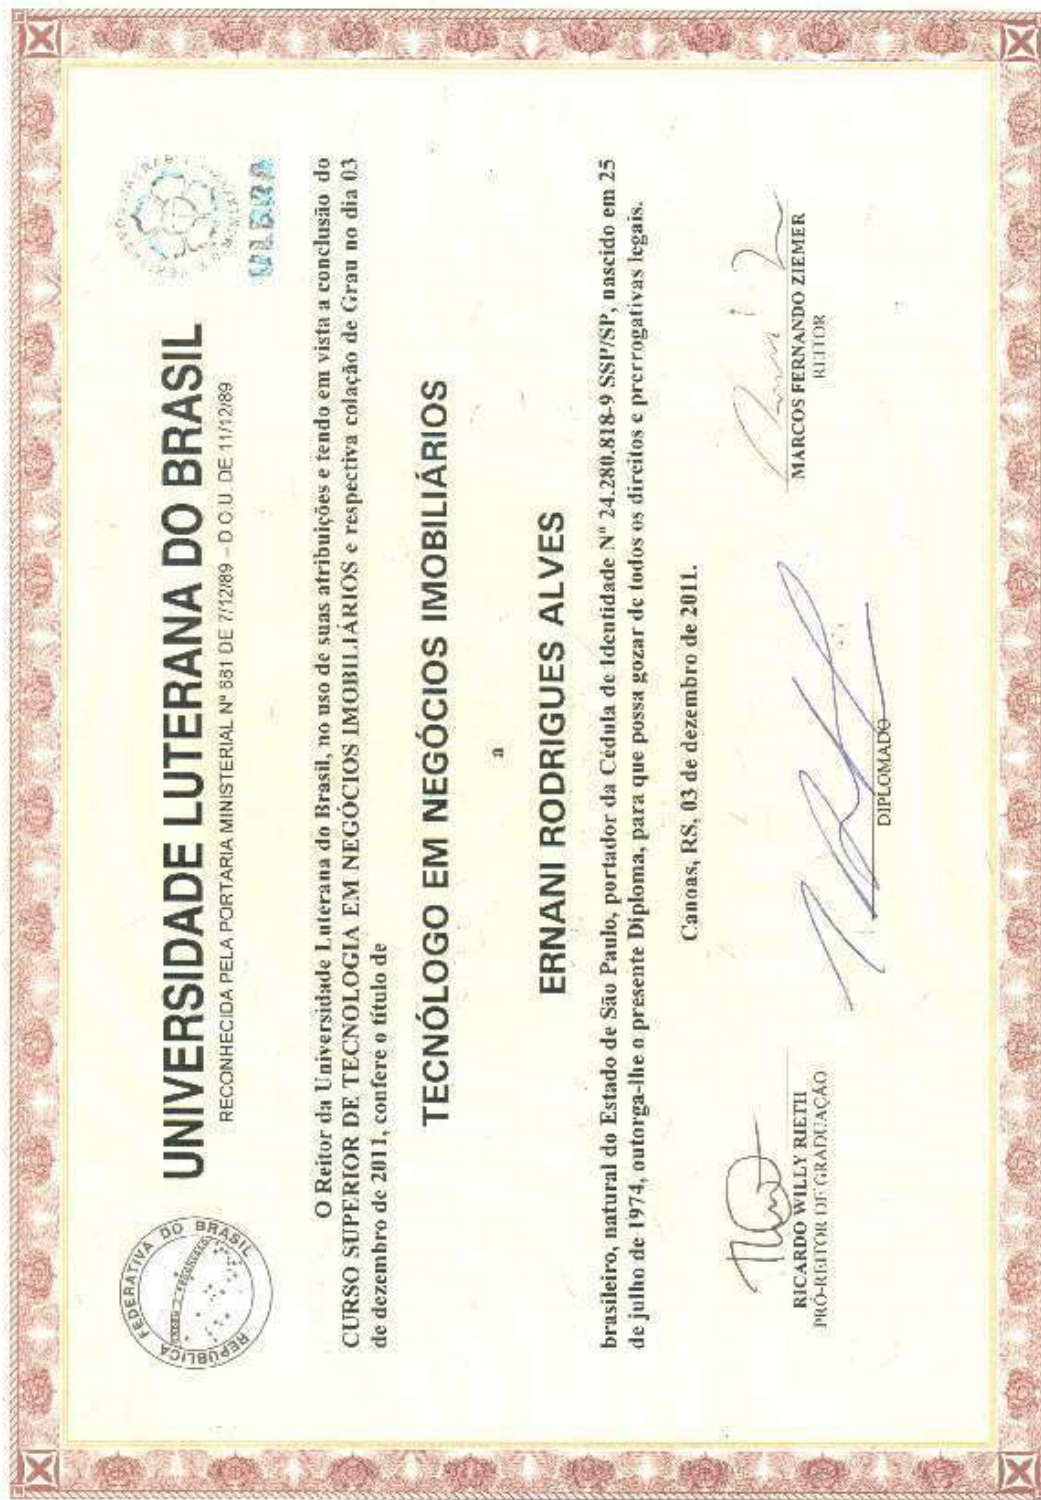 REPÚBLICA FEDERATIVA DO BRASIL
UNIVERSIDADE LUTERANA DO BRASIL
RECONHECIDA PELA PORTARIA MINISTERIAL Nº 681 DE 7/12/89 – D.O.U. DE 11/12/89
ULBRA
O Reitor da Universidade Luterana do Brasil, no uso de suas atribuições e tendo em vista a conclusão do
CURSO SUPERIOR DE TECNOLOGIA EM NEGÓCIOS IMOBILIÁRIOS e respectiva colação de Grau no dia 03
de dezembro de 2011, confere o título de
TECNÓLOGO EM NEGÓCIOS IMOBILIÁRIOS
a
ERNANI RODRIGUES ALVES
brasileiro, natural do Estado de São Paulo, portador da Cédula de Identidade Nº 24.280.818-9 SSP/SP, nascido em 25
de julho de 1974, outorga-lhe o presente Diploma, para que possa gozar de todos os direitos e prerrogativas legais.
Canoas, RS, 03 de dezembro de 2011.
RICARDO WILLY RIETH
PRÓ-REITOR DE GRADUAÇÃO
DIPLOMADO
MARCOS FERNANDO ZIEMER
REITOR